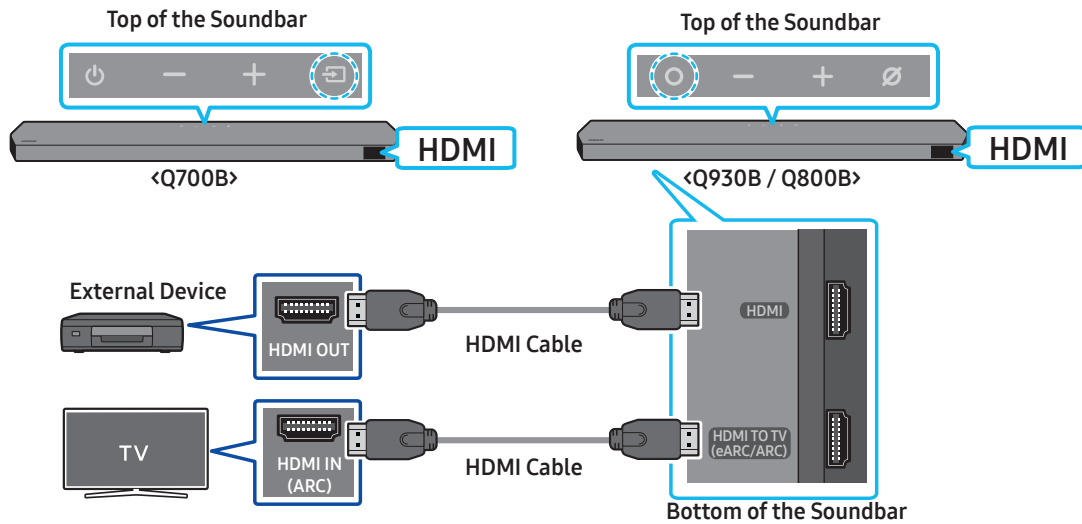 Top of the Soundbar
HDMI
<Q700B>
Top of the Soundbar
HDMI
<Q930B / Q800B>
External Device
HDMI OUT
HDMI Cable
HDMI
TV
HDMI IN
(ARC)
HDMI Cable
HDMI TO TV
(eARC/ARC)
Bottom of the Soundbar